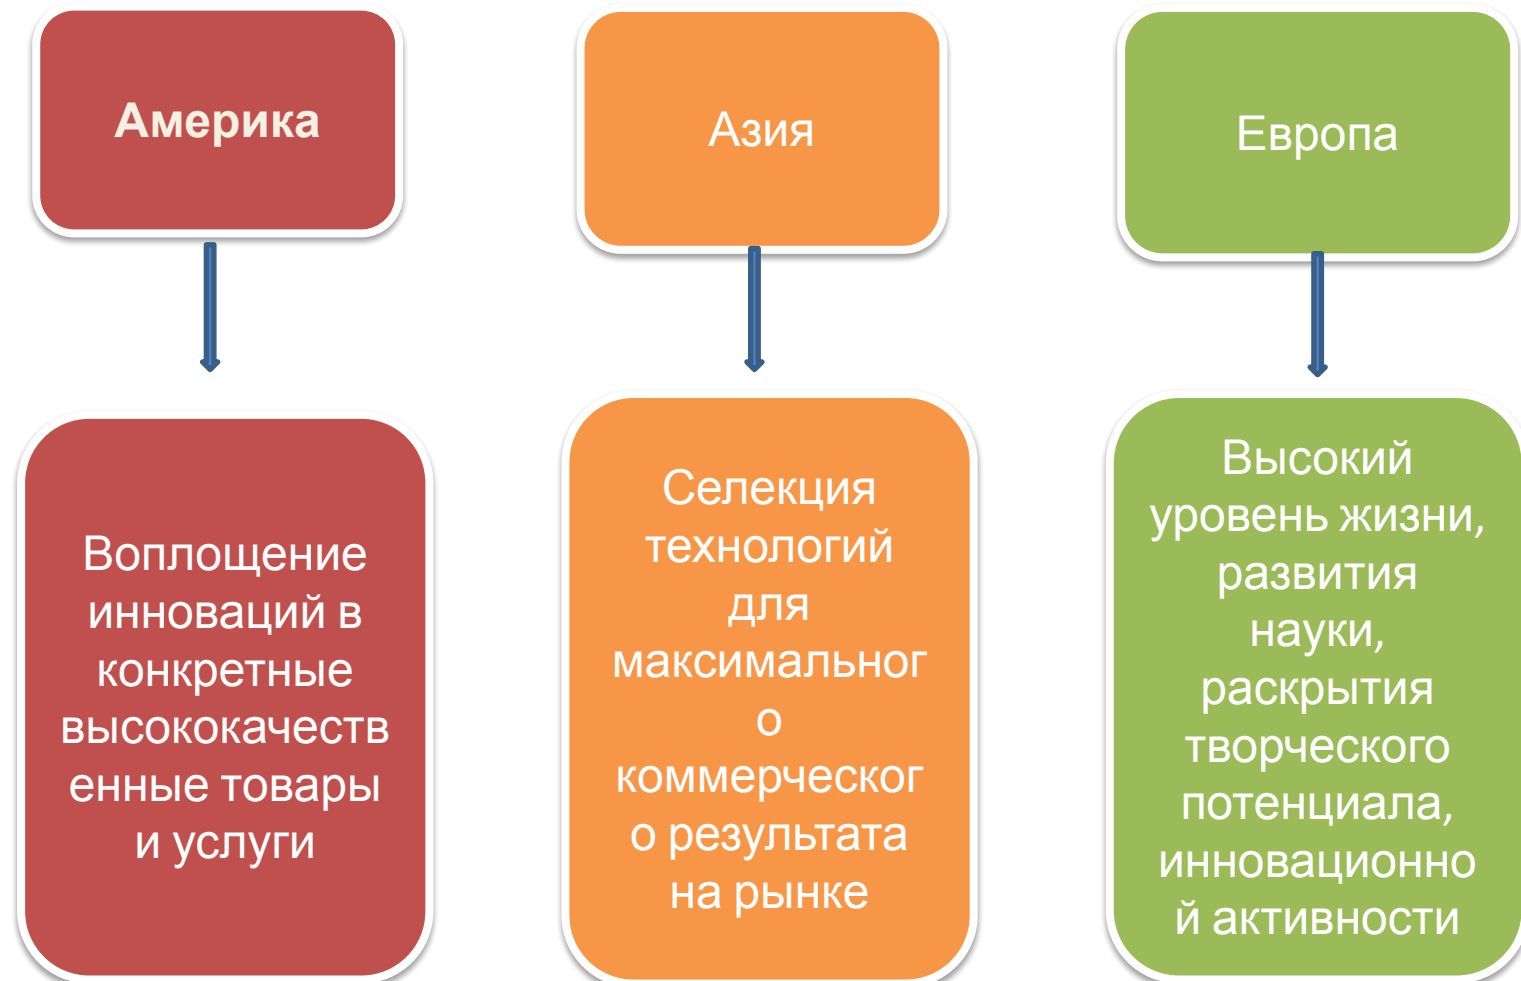 Америка
Азия
Европа
Воплощение
инноваций в
конкретные
высококачеств
енные товары
и услуги
Селекция
технологий
для
максимальног
о
коммерческог
о результата
на рынке
Высокий
уровень жизни,
развития
науки,
раскрытия
творческого
потенциала,
инновационно
й активности